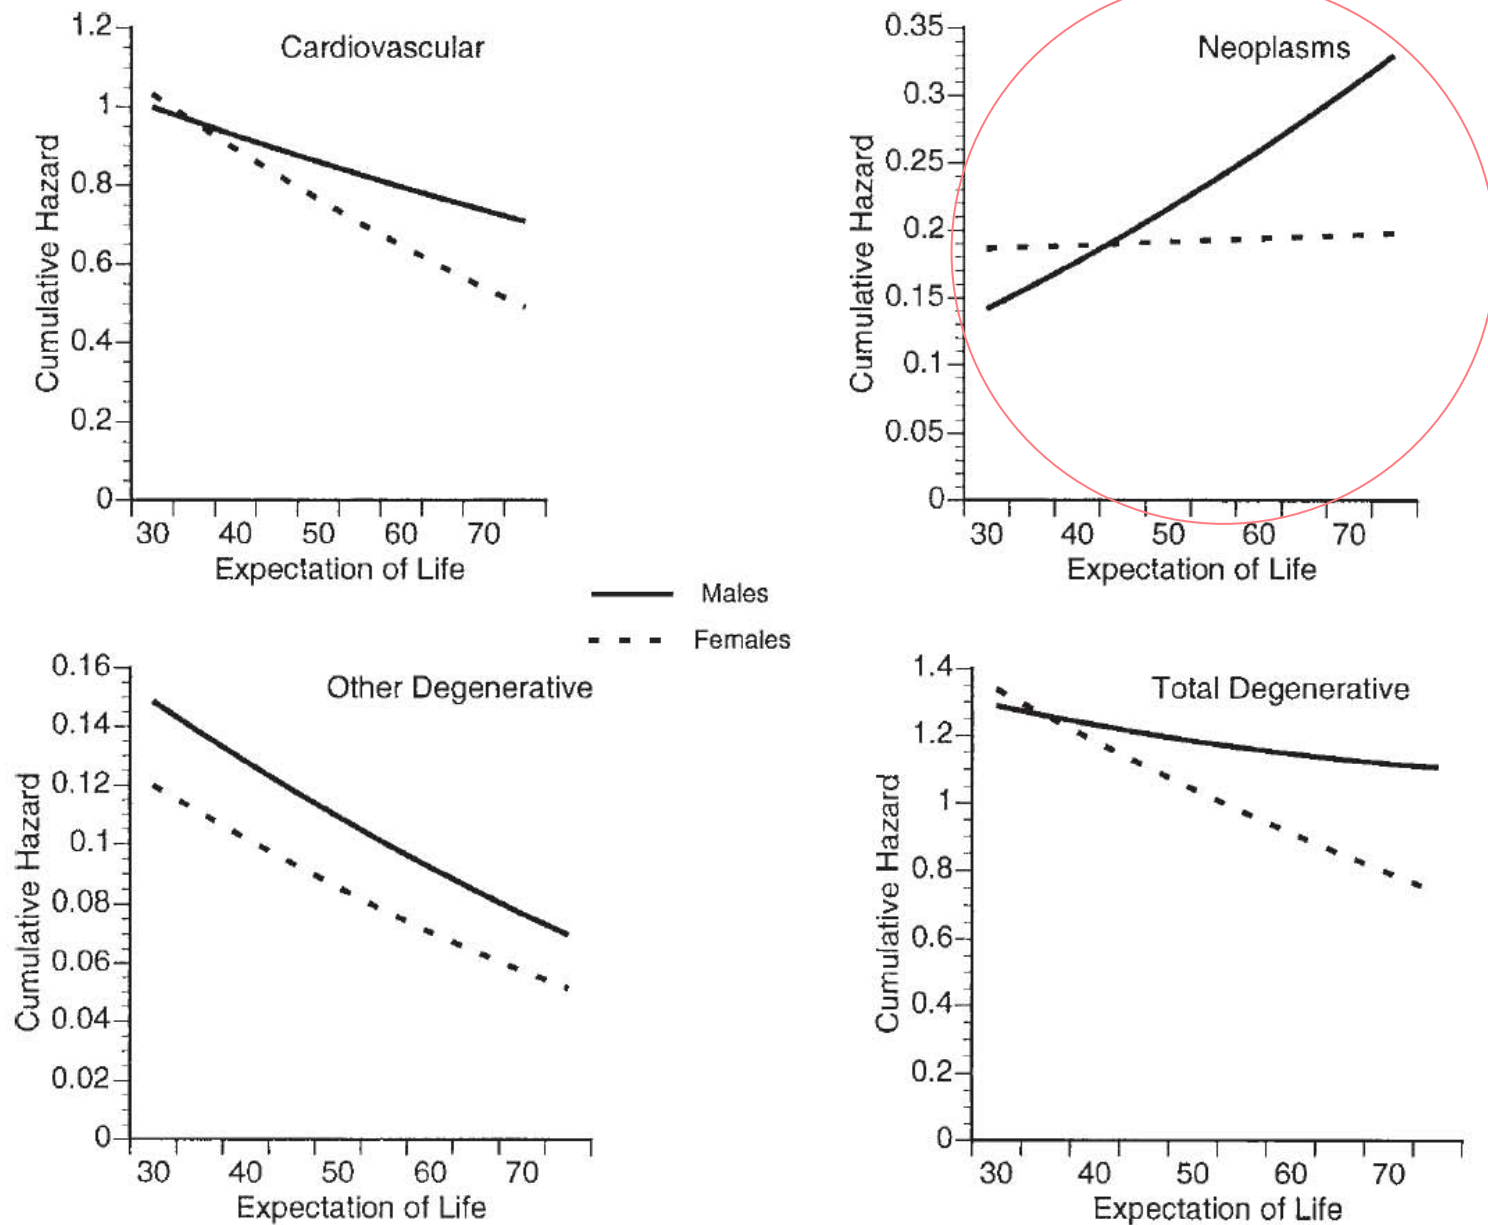 Cardiovascular
1.2
1
0.8
0.6
0.4
0.2
0
Cumulative Hazard
30 40 50 60 70
Expectation of Life
Neoplasms
0.35
0.3
0.25
0.2
0.15
0.1
0.05
0
Cumulative Hazard
30 40 50 60 70
Expectation of Life
Males
Females
Other Degenerative
0.16
0.14
0.12
0.1
0.08
0.06
0.04
0.02
0
Cumulative Hazard
30 40 50 60 70
Expectation of Life
Total Degenerative
1.4
1.2
1
0.8
0.6
0.4
0.2
0
Cumulative Hazard
30 40 50 60 70
Expectation of Life